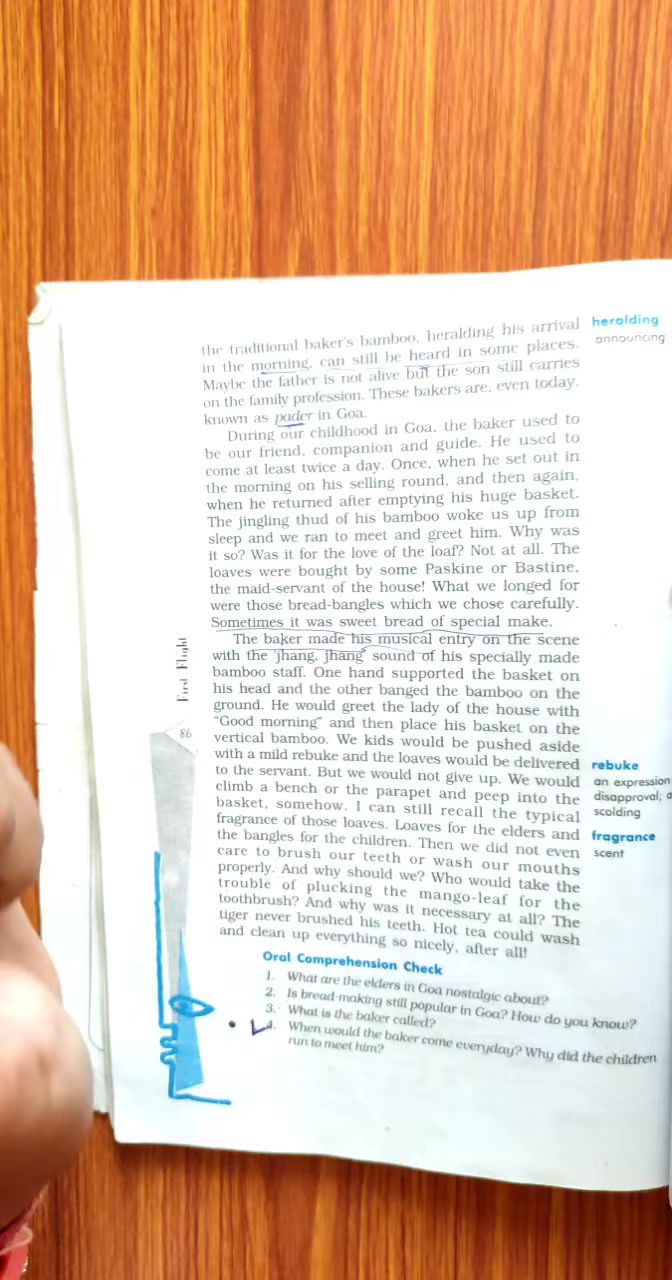 the traditional baker's bamboo, heralding his arrival
in the morning, can still be heard in some places.
Maybe the father is not alive but the son still carries
on the family profession. These bakers are, even today,
known as pader in Goa.
During our childhood in Goa, the baker used to
be our friend, companion and guide. He used to
come at least twice a day. Once, when he set out in
the morning on his selling round, and then again,
when he returned after emptying his huge basket.
The jingling thud of his bamboo woke us up from
sleep and we ran to meet and greet him. Why was
it so? Was it for the love of the loaf? Not at all. The
loaves were bought by some Paskine or Bastine,
the maid-servant of the house! What we longed for
were those bread-bangles which we chose carefully.
Sometimes it was sweet bread of special make.
The baker made his musical entry on the scene
with the 'jhang, jhang' sound of his specially made
bamboo staff. One hand supported the basket on
his head and the other banged the bamboo on the
ground. He would greet the lady of the house with
"Good morning" and then place his basket on the
vertical bamboo. We kids would be pushed aside
with a mild rebuke and the loaves would be delivered
to the servant. But we would not give up. We would
climb a bench or the parapet and peep into the
basket, somehow. I can still recall the typical
fragrance of those loaves. Loaves for the elders and
the bangles for the children. Then we did not even
care to brush our teeth or wash our mouths
properly. And why should we? Who would take the
trouble of plucking the mango-leaf for the
toothbrush? And why was it necessary at all? The
tiger never brushed his teeth. Hot tea could wash
and clean up everything so nicely, after all!
heralding
announcing
rebuke
an expression
disapproval; a
scolding
fragrance
scent
First Flight
86
Oral Comprehension Check
1. What are the elders in Goa nostalgic about?
2. Is bread-making still popular in Goa? How do you know?
3. What is the baker called?
4. When would the baker come everyday? Why did the children
run to meet him?